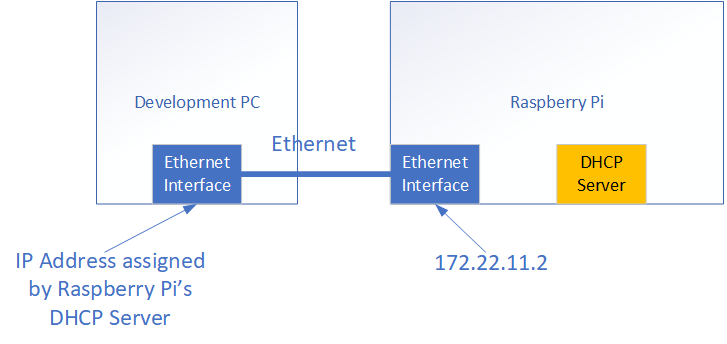 Development PC
Raspberry Pi
Ethernet
Ethernet
Interface
Ethernet
Interface
DHCP
Server
IP Address assigned
by Raspberry Pi’s
DHCP Server
172.22.11.2